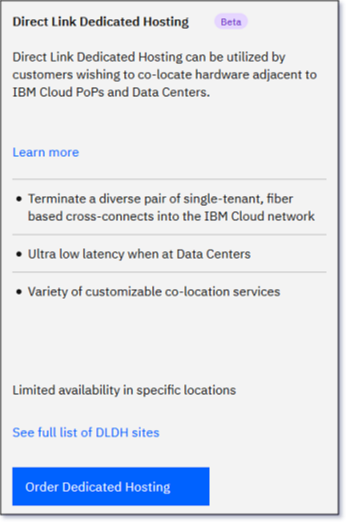 Direct Link Dedicated Hosting Beta
Direct Link Dedicated Hosting can be utilized by
customers wishing to co-locate hardware adjacent to
IBM Cloud PoPs and Data Centers.
Learn more
• Terminate a diverse pair of single-tenant, fiber
based cross-connects into the IBM Cloud network
• Ultra low latency when at Data Centers
• Variety of customizable co-location services
Limited availability in specific locations
See full list of DLDH sites
Order Dedicated Hosting